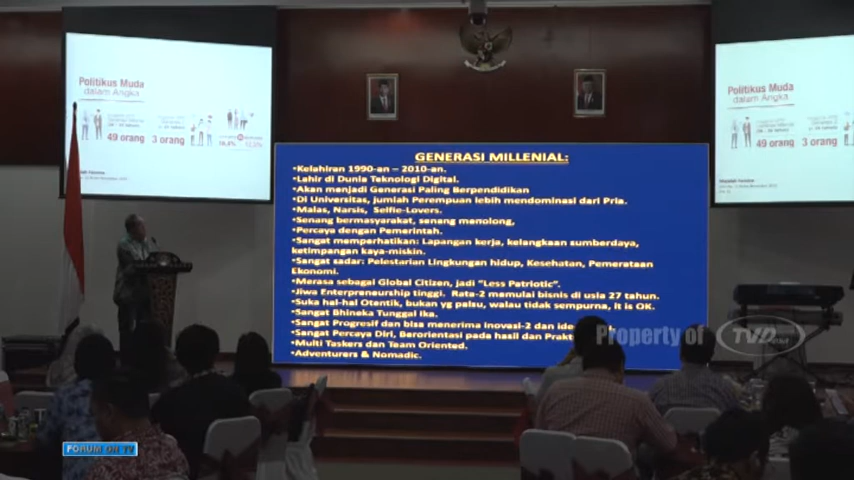 Politikus Muda
dalam Angka
49 orang
3 orang
Politikus Muda
dalam Angka
49 orang
3 orang
GENERASI MILLENIAL:
•Kelahiran 1990-an – 2010-an.
•Lahir di Dunia Teknologi Digital.
•Akan menjadi Generasi Paling Berpendidikan
•Di Universitas, jumlah Perempuan lebih mendominasi dari Pria.
•Malas, Narsis, Selfie-Lovers.
•Senang bermasyarakat, senang menolong,
•Percaya dengan Pemerintah.
•Sangat memperhatikan: Lapangan kerja, kelangkaan sumberdaya,
ketimpangan kaya-miskin.
•Sangat sadar: Pelestarian Lingkungan hidup, Kesehatan, Pemerataan
Ekonomi.
•Merasa sebagai Global Citizen, jadi “Less Patriotic”.
•Jiwa Enterpreneurship tinggi. Rata-2 memulai bisnis di usia 27 tahun.
•Suka hal-hal Otentik, bukan yg palsu, walau tidak sempurna, it is OK.
•Sangat Bhineka Tunggal Ika.
•Sangat Progresif dan bisa menerima inovasi-2 dan
•Sangat Percaya Diri, Berorientasi pada hasil dan
•Multi Taskers dan Team Oriented.
•Adventurers & Nomadic.
Property of TVD
FORUM ON TV